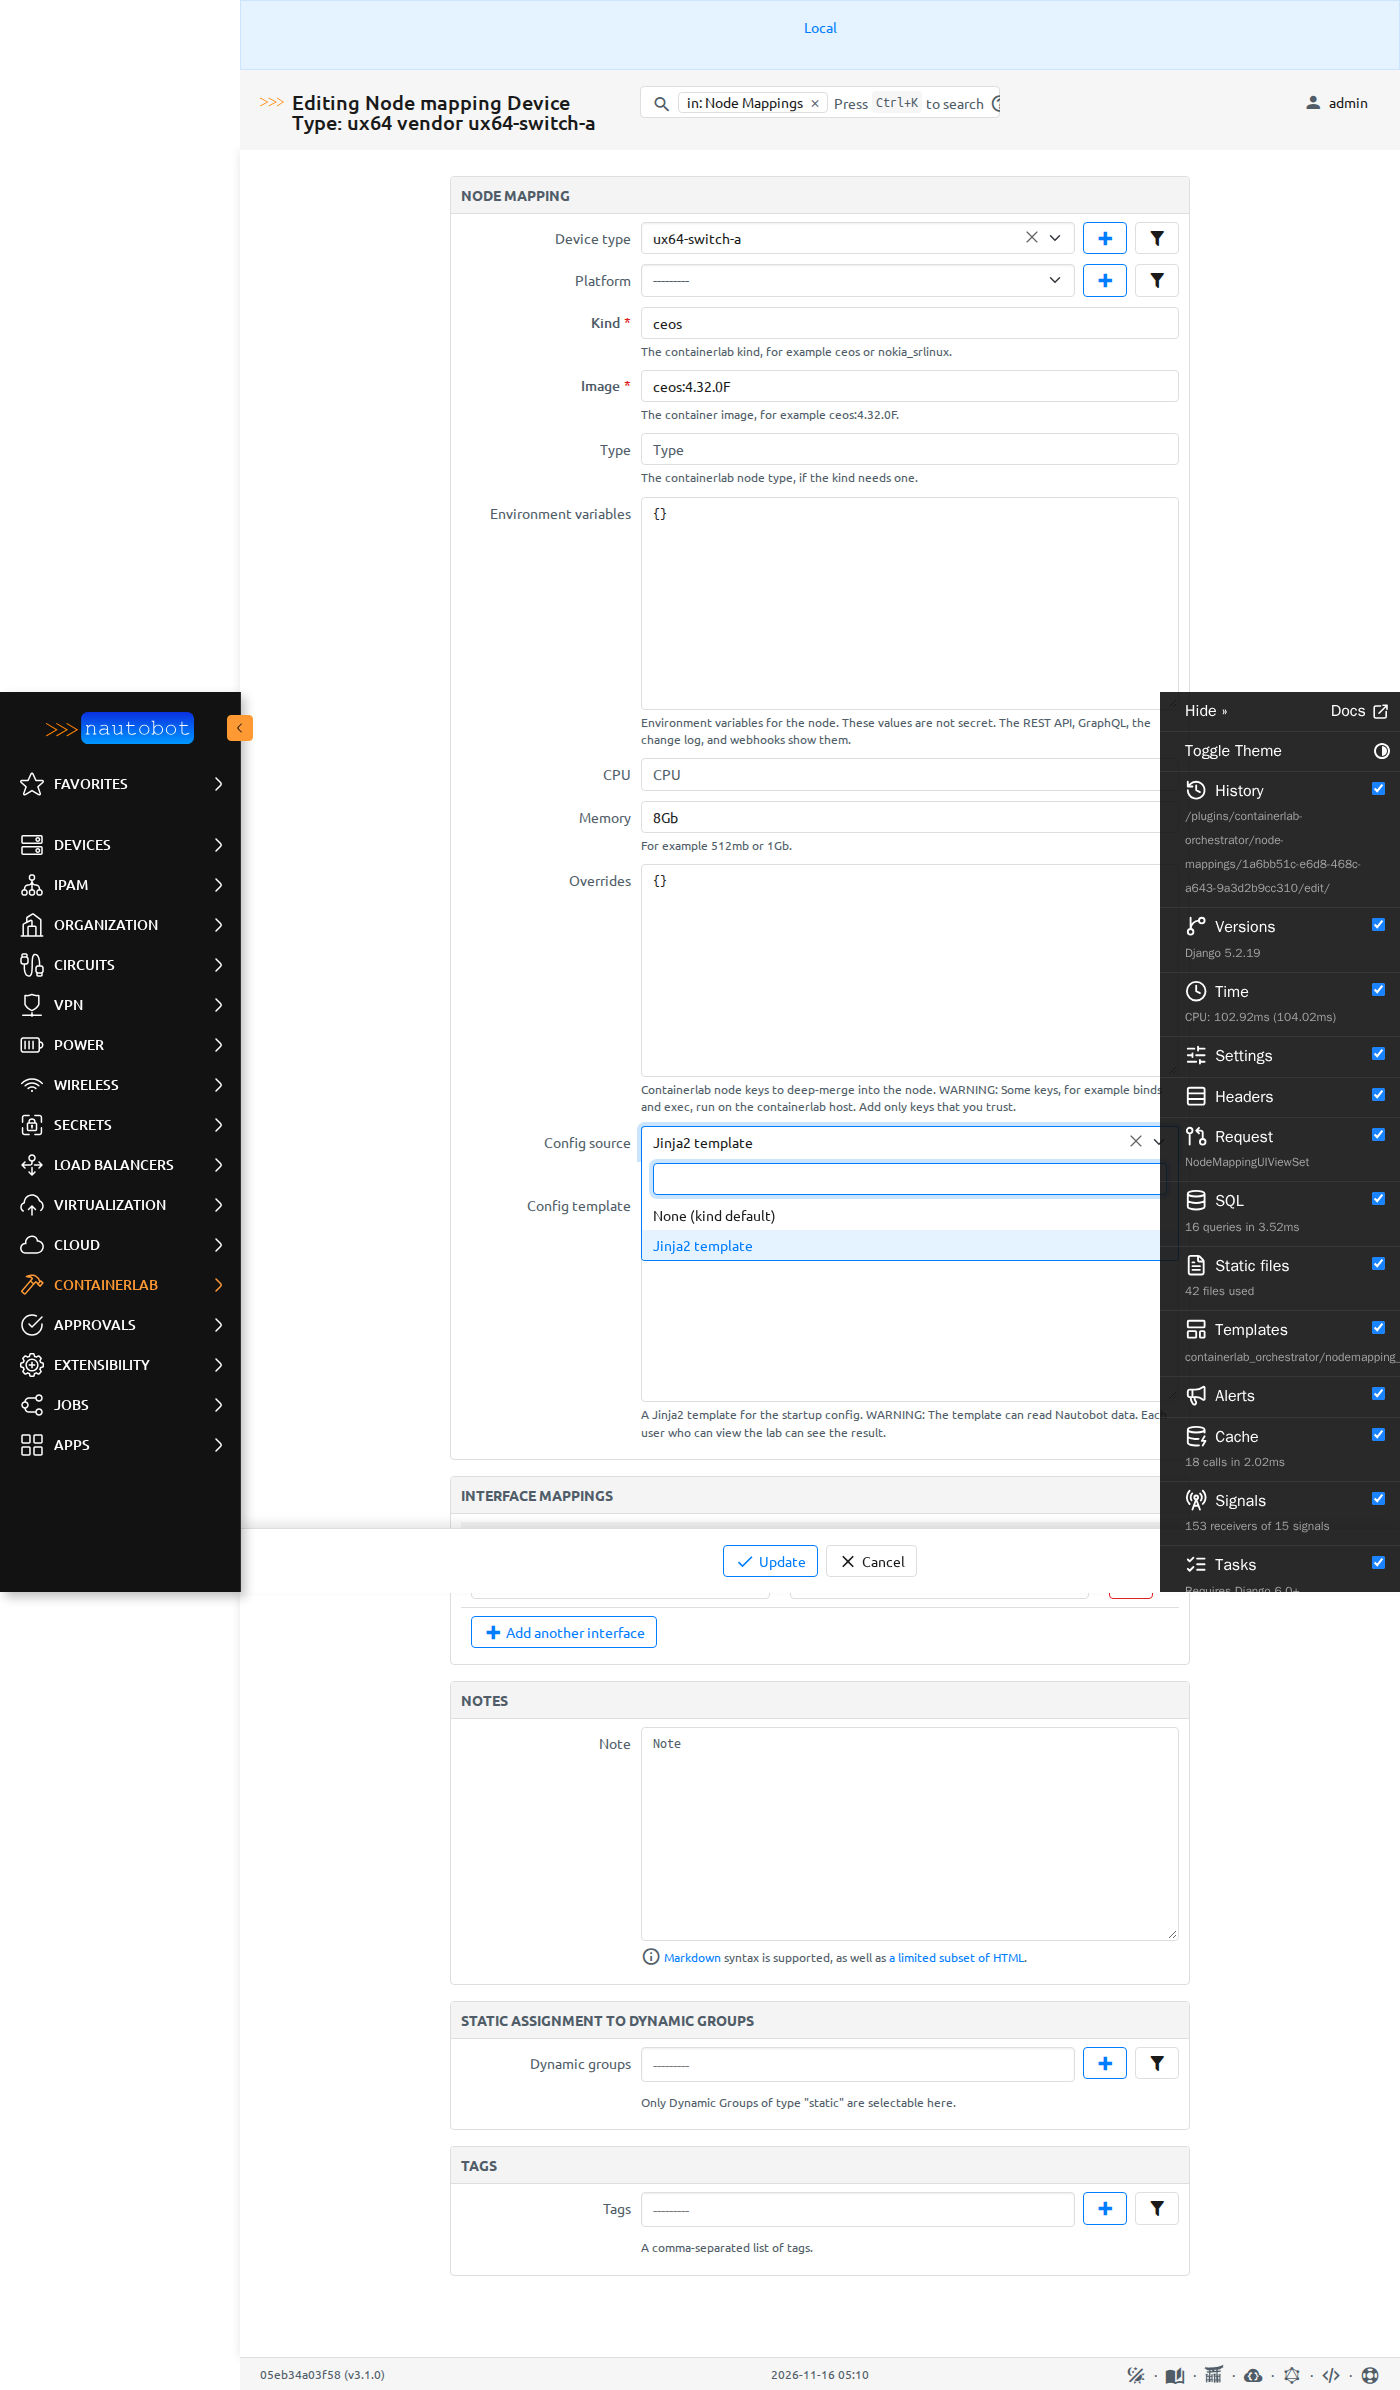 Local
>>> Editing Node mapping Device
Type: ux64 vendor ux64-switch-a
in: Node Mappings × Press Ctrl+K to search
admin
NODE MAPPING
Device type
ux64-switch-a
Platform
---------
Kind *
ceos
The containerlab kind, for example ceos or nokia_srlinux.
Image *
ceos:4.32.0F
The container image, for example ceos:4.32.0F.
Type
Type
The containerlab node type, if the kind needs one.
Environment variables
{}
Environment variables for the node. These values are not secret. The REST API, GraphQL, the
change log, and webhooks show them.
CPU
CPU
Memory
8Gb
For example 512mb or 1Gb.
Overrides
{}
Containerlab node keys to deep-merge into the node. WARNING: Some keys, for example binds
and exec, run on the containerlab host. Add only keys that you trust.
Config source
Jinja2 template
None (kind default)
Jinja2 template
Config template
A Jinja2 template for the startup config. WARNING: The template can read Nautobot data. Each
user who can view the lab can see the result.
INTERFACE MAPPINGS
Update
Cancel
Add another interface
NOTES
Note
Note
Markdown syntax is supported, as well as a limited subset of HTML.
STATIC ASSIGNMENT TO DYNAMIC GROUPS
Dynamic groups
---------
Only Dynamic Groups of type "static" are selectable here.
TAGS
Tags
---------
A comma-separated list of tags.
05eb34a03f58 (v3.1.0)
2026-11-16 05:10
>>> nautobot
FAVORITES
DEVICES
IPAM
ORGANIZATION
CIRCUITS
VPN
POWER
WIRELESS
SECRETS
LOAD BALANCERS
VIRTUALIZATION
CLOUD
CONTAINERLAB
APPROVALS
EXTENSIBILITY
JOBS
APPS
Hide »
Docs
Toggle Theme
History
/plugins/containerlab-
orchestrator/node-
mappings/1a6bb51c-e6d8-468c-
a643-9a3d2b9cc310/edit/
Versions
Django 5.2.19
Time
CPU: 102.92ms (104.02ms)
Settings
Headers
Request
NodeMappingUIViewSet
SQL
16 queries in 3.52ms
Static files
42 files used
Templates
containerlab_orchestrator/nodemapping_
Alerts
Cache
18 calls in 2.02ms
Signals
153 receivers of 15 signals
Tasks
Requires Django 6.0+